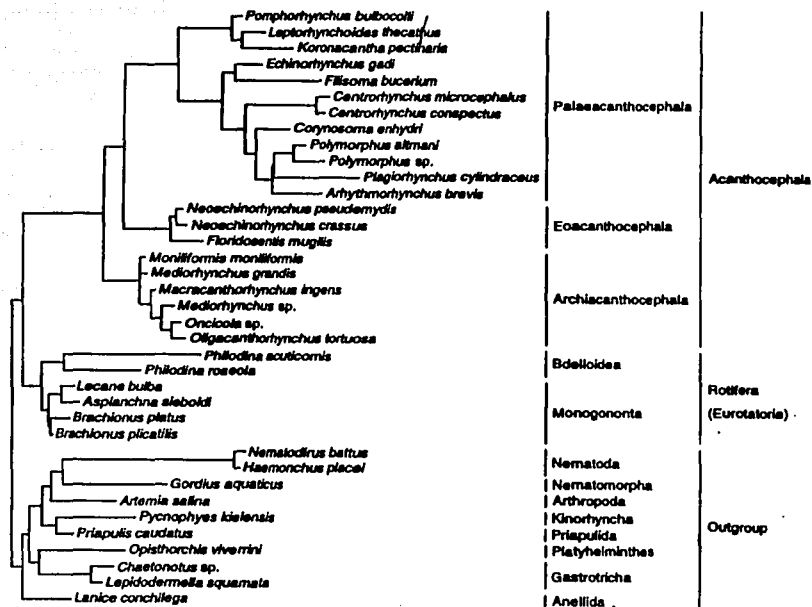 Pomphorhynchus bulbocolli
Leptorhynchoides thecathus
Koronacantha pectinaria
Echinorhynchus gadi
Filisoma bucerium
Centrorhynchus microcephalus
Centrorhynchus conspectus
Corynosoma enhydri
Polymorphus altmani
Polymorphus sp.
Plagiorhynchus cylindraceus
Arhythmorhynchus brevis
Palaeacanthocephala
Acanthocephala
Neoechinorhynchus pseudemydis
Neoechinorhynchus crassus
Floridosentis mugilis
Eoacanthocephala
Moniliformis moniliformis
Mediorhynchus grandis
Macracanthorhynchus ingens
Mediorhynchus sp.
Oncicola sp.
Oligacanthorhynchus tortuosa
Archiacanthocephala
Philodina acuticornis
Philodina roseola
Bdelloidea
Lecane bulba
Asplanchna sieboldi
Brachionus platus
Brachionus plicatilis
Monogononta
Rotifera
(Eurotatoria)
Nematodirus battus
Haemonchus placei
Nematoda
Gordius aquaticus
Nematomorpha
Artemia salina
Arthropoda
Pycnophyes kielensis
Kinorhyncha
Priapulis caudatus
Priapulida
Opisthorchis viverrini
Platyhelminthes
Chaetonotus sp.
Lepidodermella squamata
Gastrotricha
Lanice conchilega
Anellida
Outgroup